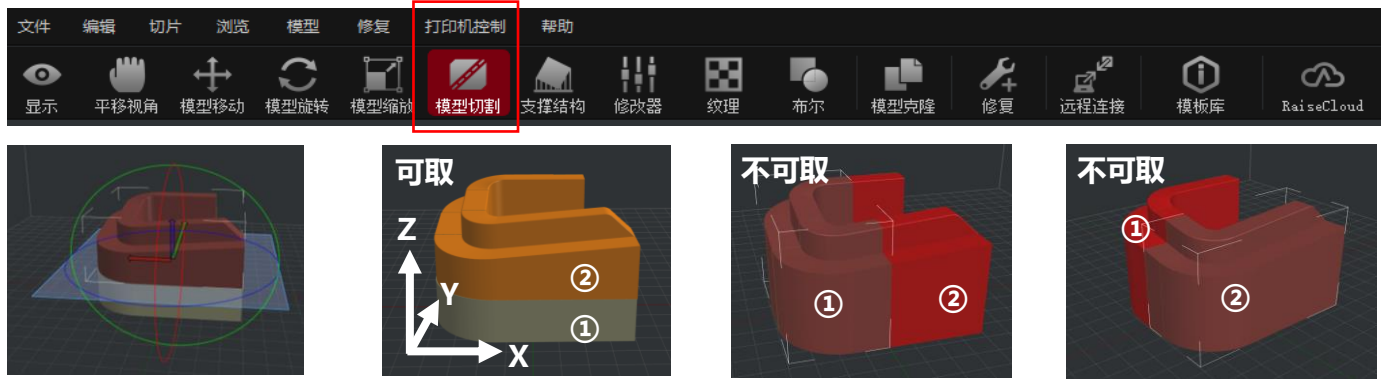 文件 编辑 切片 浏览 模型 修复 打印机控制 帮助
显示 平移视角 模型移动 模型旋转 模型缩放 模型切割 支撑结构 修改器 纹理 布尔 模型克隆 修复 远程连接 模板库 RaiseCloud
可取
Z
Y
X
②
①
不可取
①
②
不可取
①
②